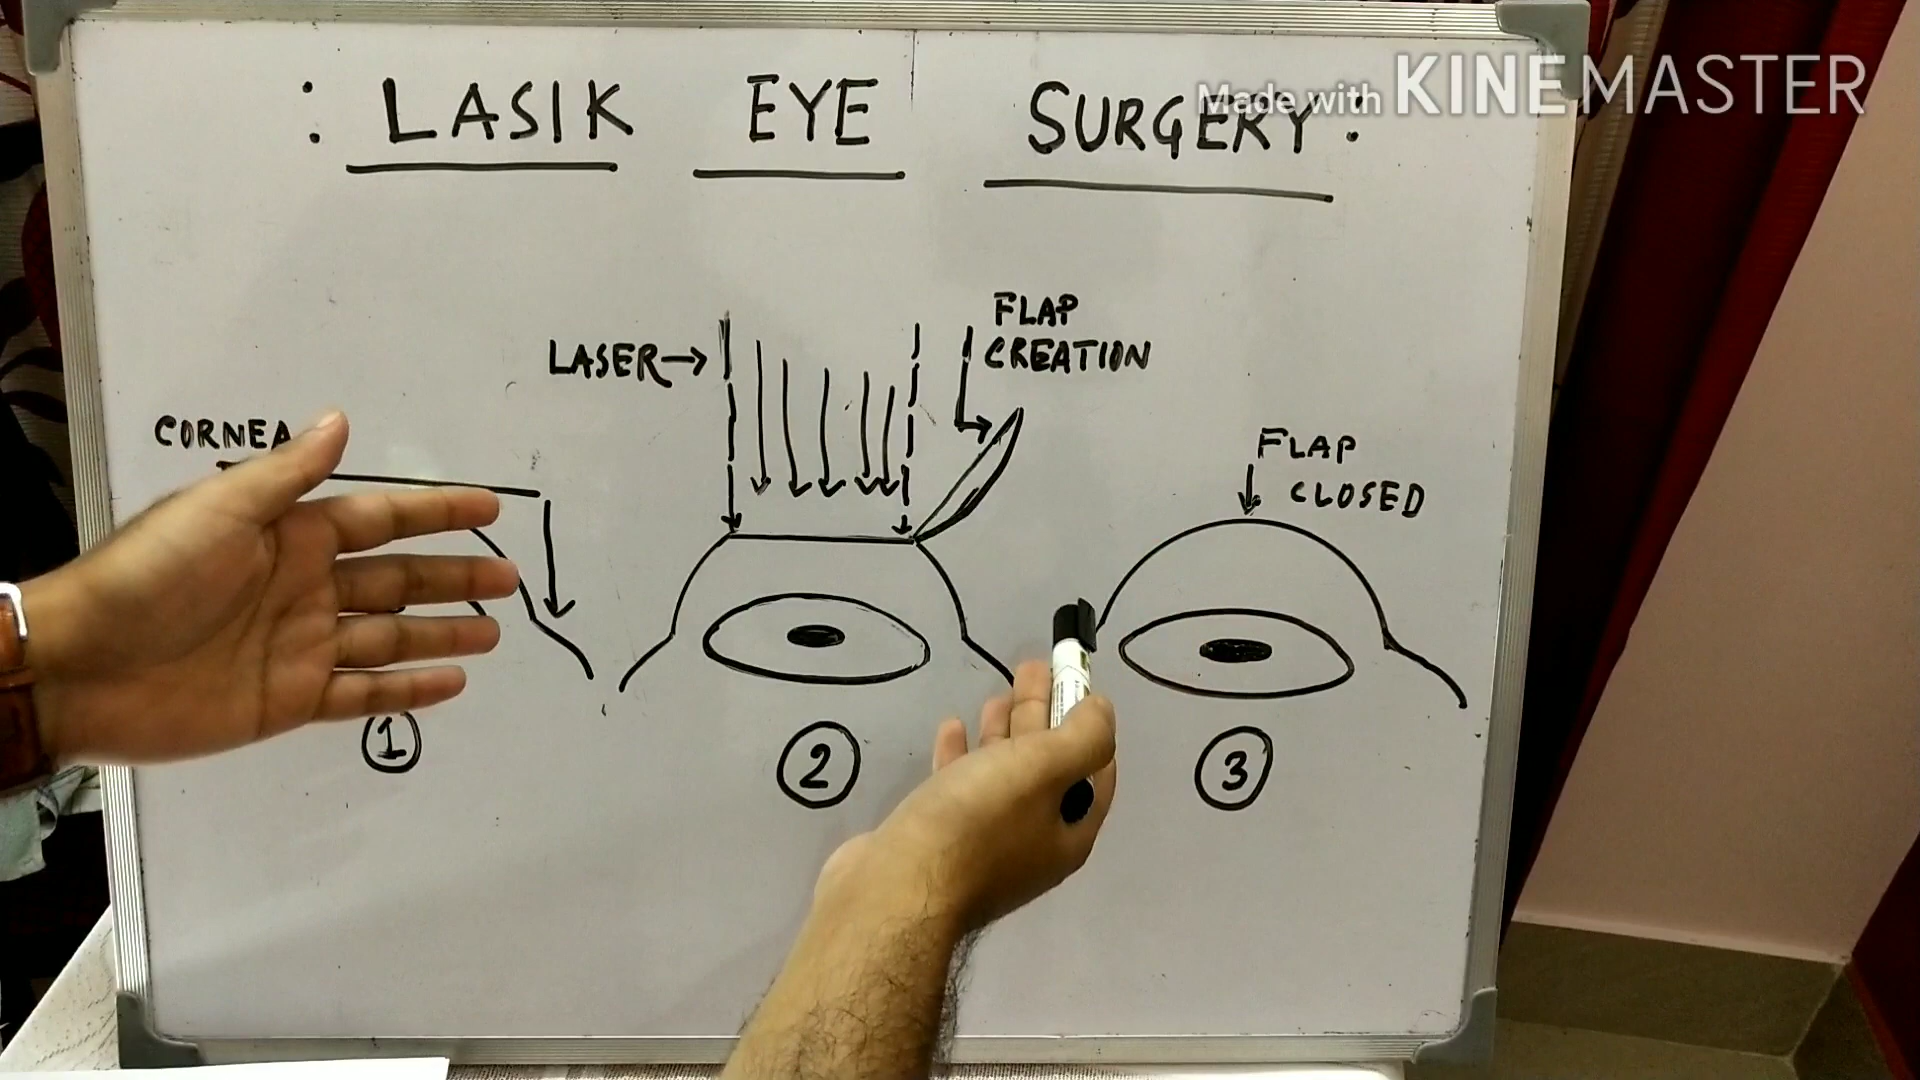 Made with KINEMASTER
: LASIK EYE SURGERY :
FLAP
CREATION
LASER→
CORNEA
FLAP
CLOSED
1
2
3